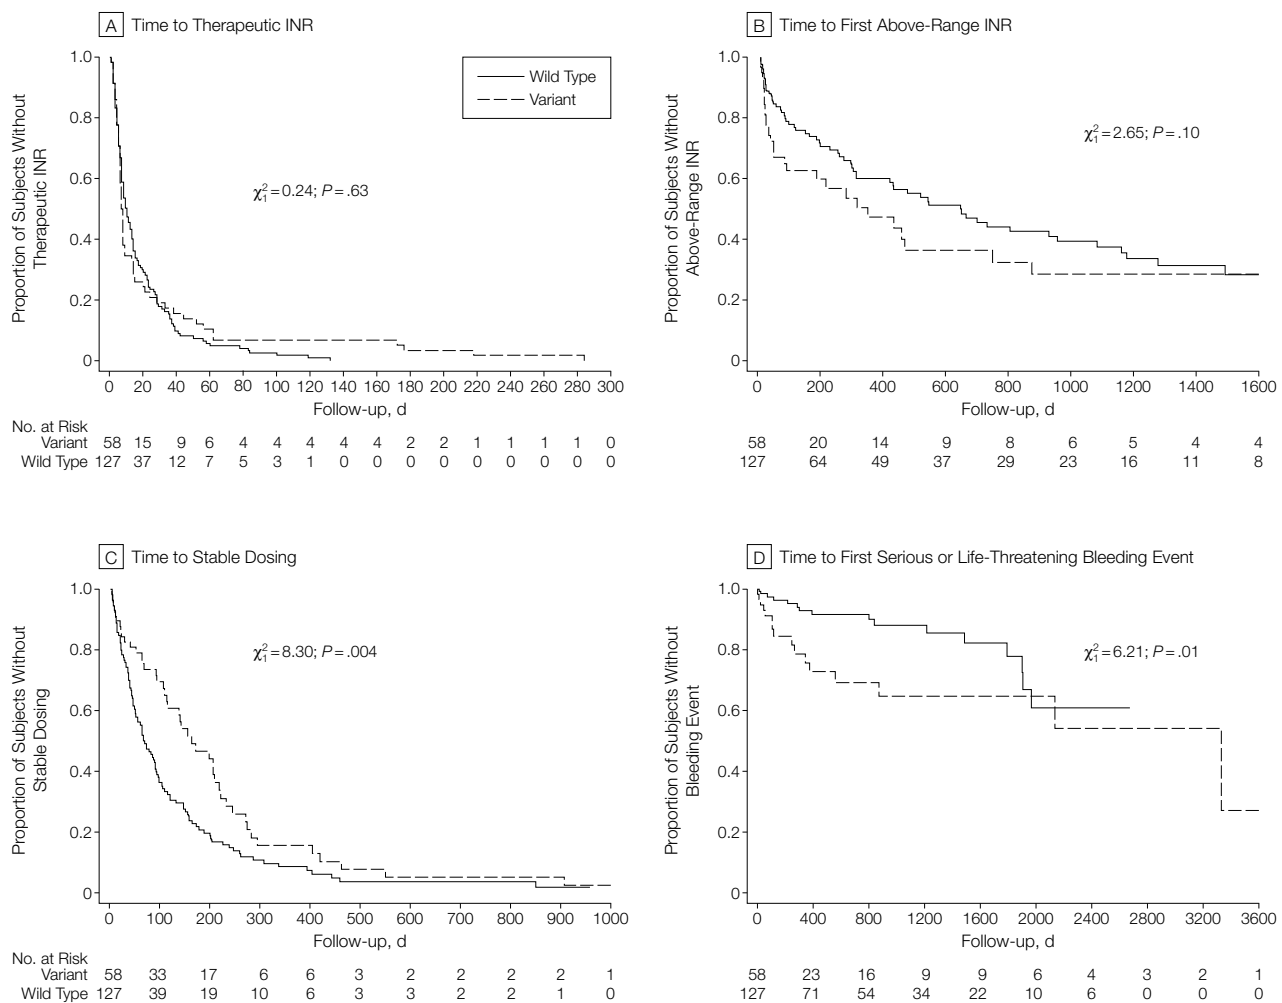 A Time to Therapeutic INR
Proportion of Subjects Without
Therapeutic INR
1.0
0.8
0.6
0.4
0.2
0
Wild Type
Variant
χ²₁=0.24; P=.63
0 20 40 60 80 100 120 140 160 180 200 220 240 260 280 300
Follow-up, d
No. at Risk
Variant 58 15 9 6 4 4 4 4 4 2 2 1 1 1 1 0
Wild Type 127 37 12 7 5 3 1 0 0 0 0 0 0 0 0 0
B Time to First Above-Range INR
Proportion of Subjects Without
Above-Range INR
1.0
0.8
0.6
0.4
0.2
0
χ²₁=2.65; P=.10
0 200 400 600 800 1000 1200 1400 1600
Follow-up, d
58 20 14 9 8 6 5 4 4
127 64 49 37 29 23 16 11 8
C Time to Stable Dosing
Proportion of Subjects Without
Stable Dosing
1.0
0.8
0.6
0.4
0.2
0
χ²₁=8.30; P=.004
0 100 200 300 400 500 600 700 800 900 1000
Follow-up, d
No. at Risk
Variant 58 33 17 6 6 3 2 2 2 2 1
Wild Type 127 39 19 10 6 3 3 2 2 1 0
D Time to First Serious or Life-Threatening Bleeding Event
Proportion of Subjects Without
Bleeding Event
1.0
0.8
0.6
0.4
0.2
0
χ²₁=6.21; P=.01
0 400 800 1200 1600 2000 2400 2800 3200 3600
Follow-up, d
58 23 16 9 9 6 4 3 2 1
127 71 54 34 22 10 6 0 0 0